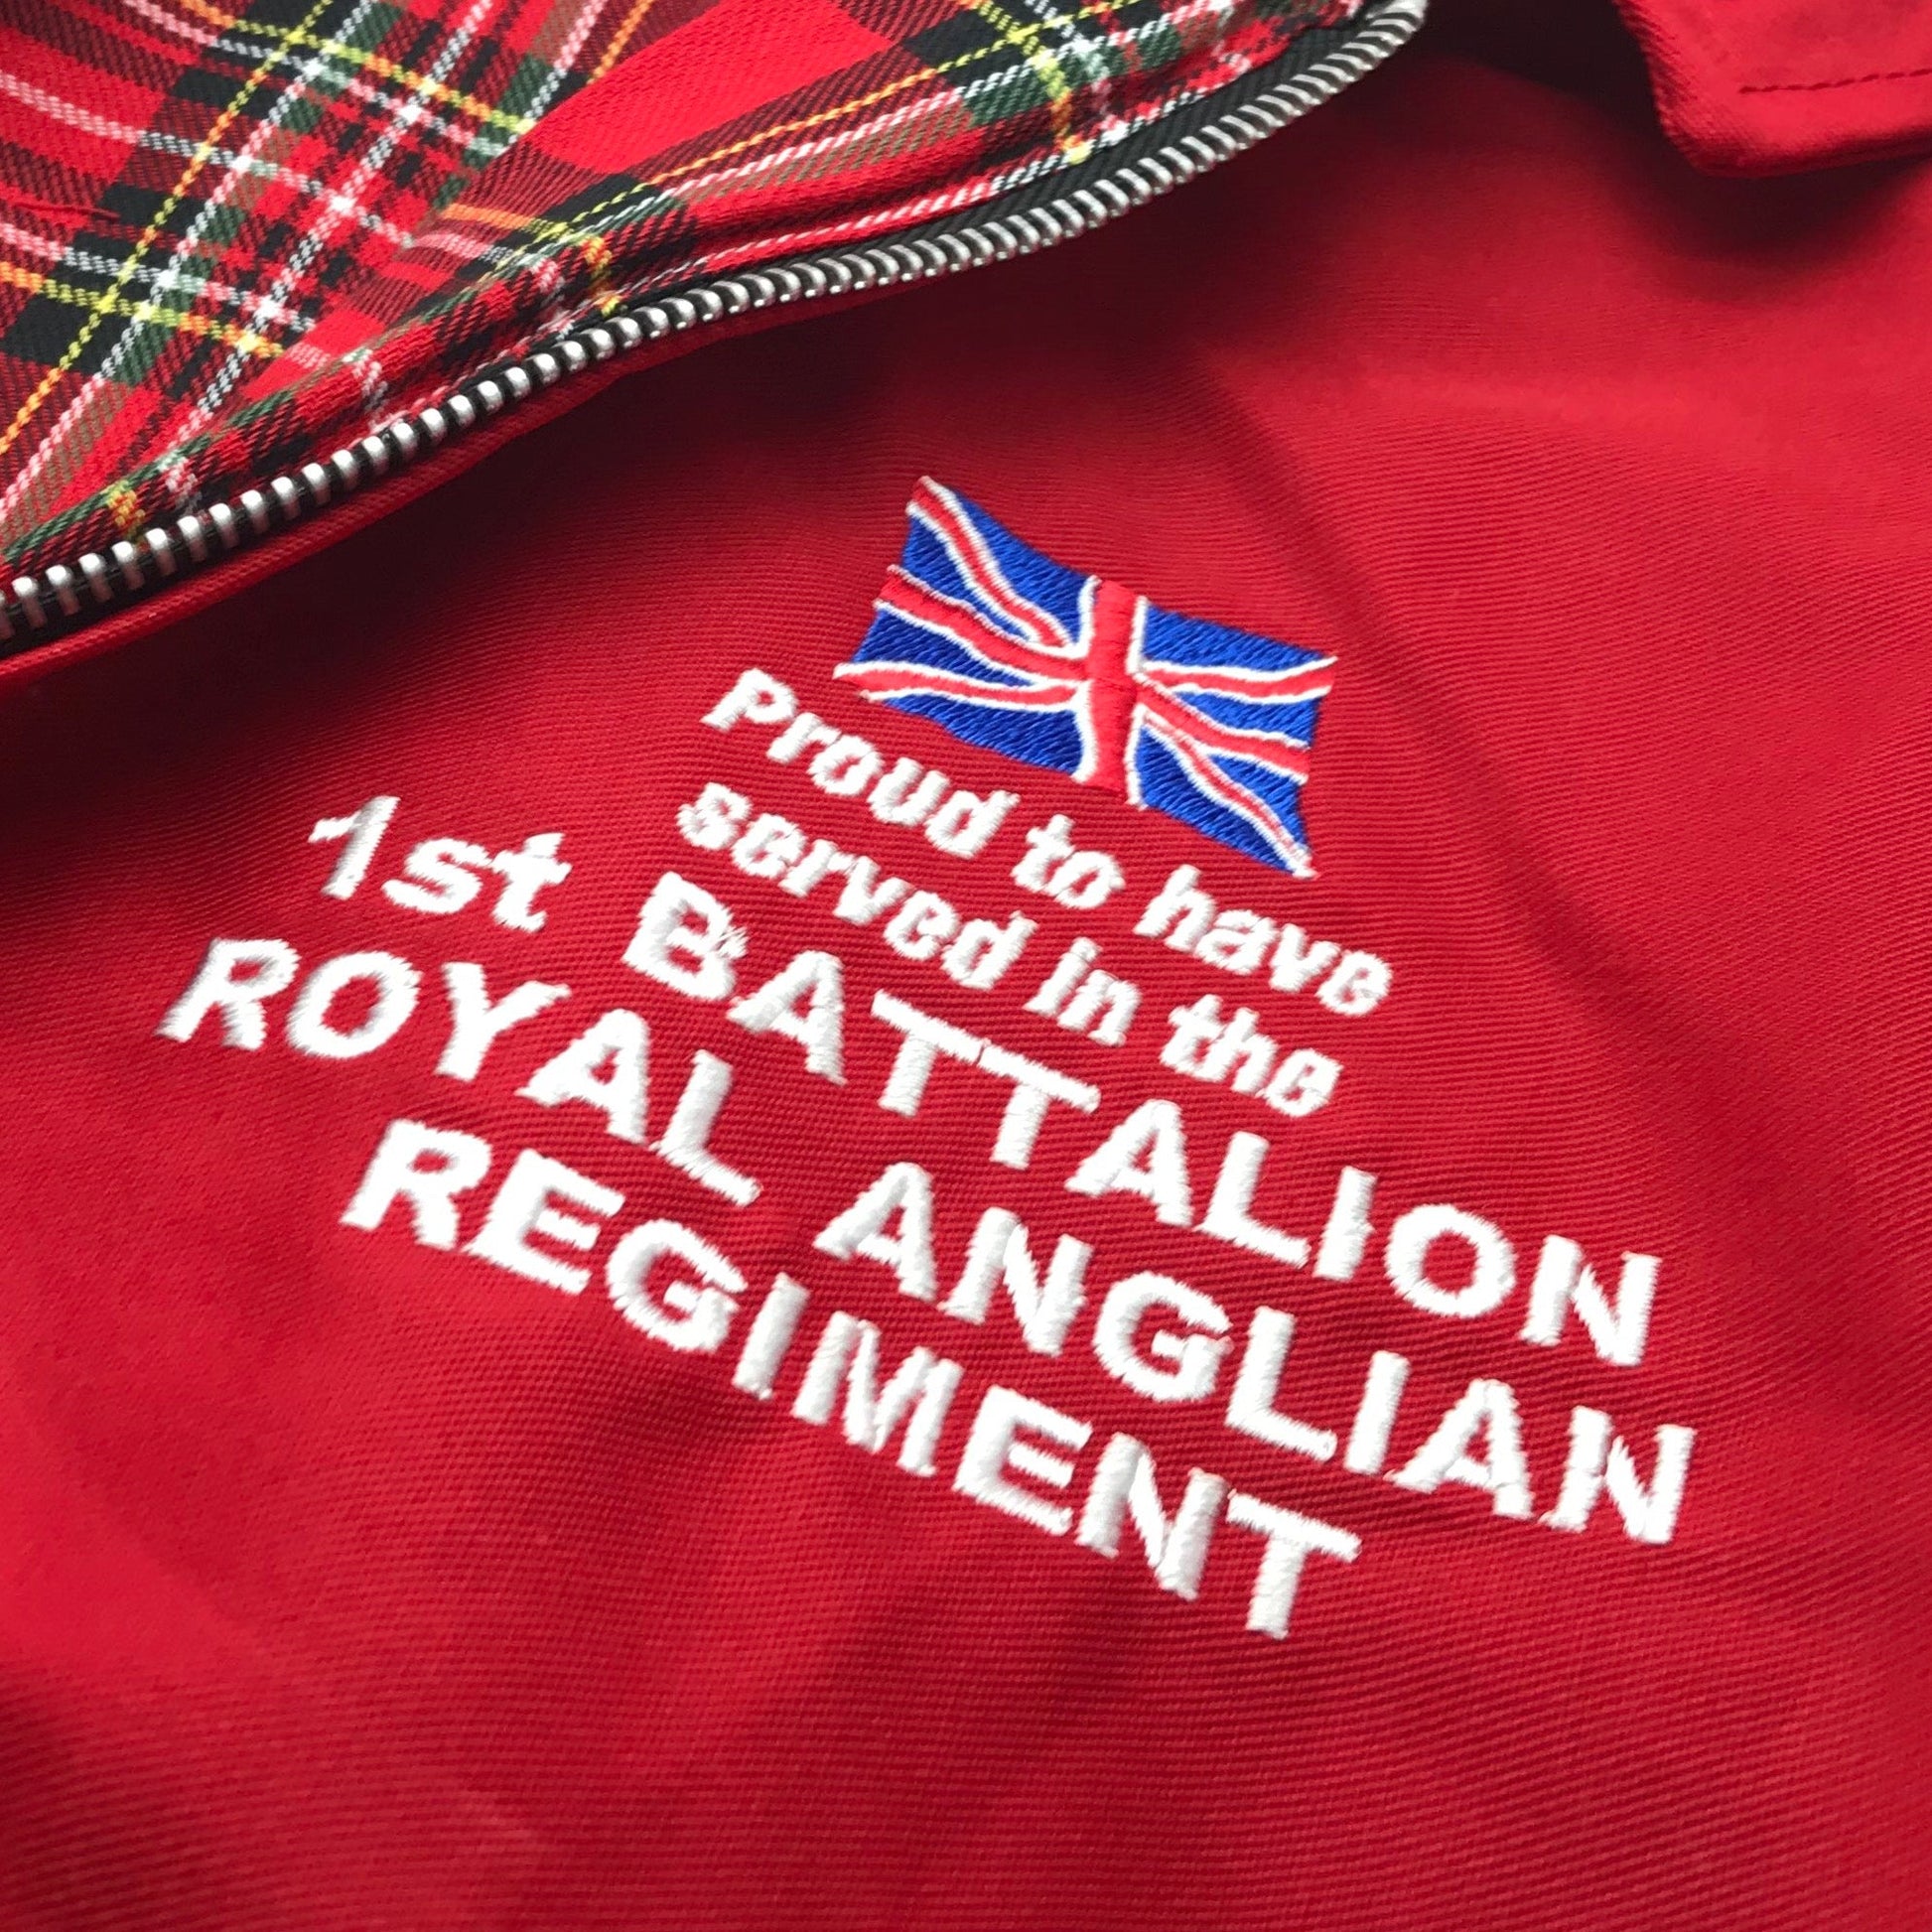 Proud to have
served in the
1st BATTALION
ROYAL ANGLIAN
REGIMENT